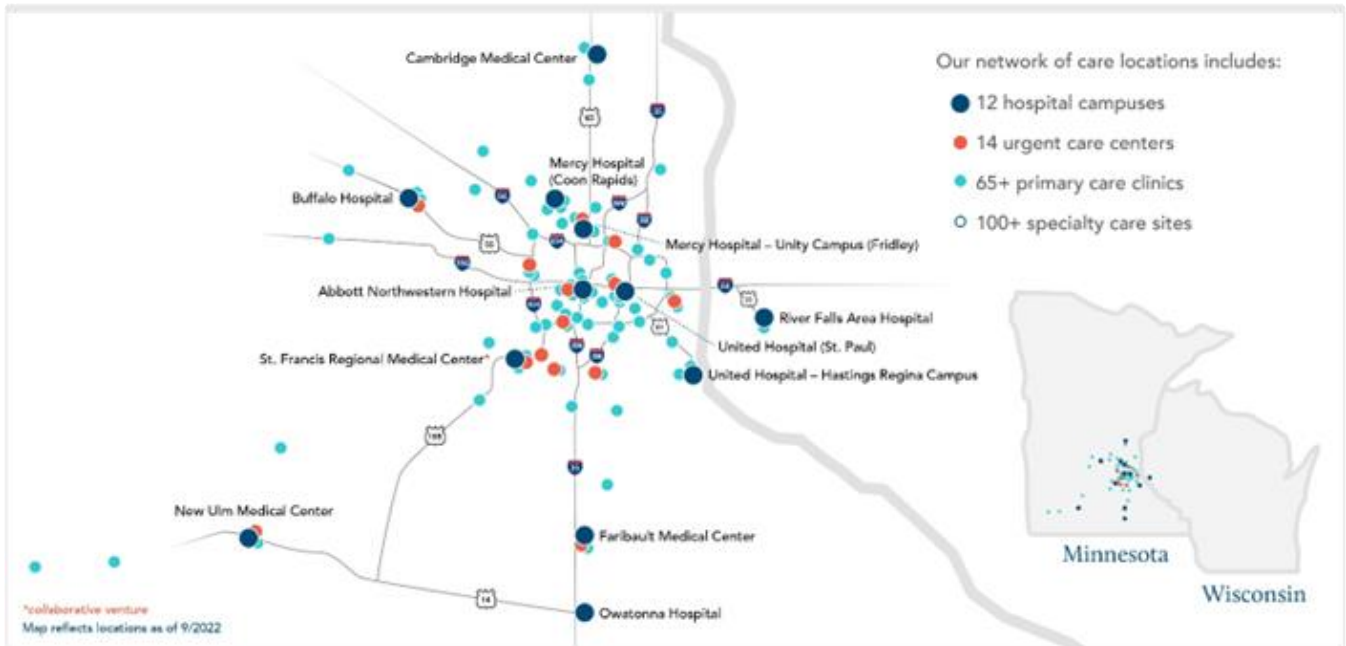 Cambridge Medical Center
Our network of care locations includes:
12 hospital campuses
14 urgent care centers
65+ primary care clinics
100+ specialty care sites
Mercy Hospital
(Coon Rapids)
Buffalo Hospital
Mercy Hospital – Unity Campus (Fridley)
Abbott Northwestern Hospital
River Falls Area Hospital
United Hospital (St. Paul)
St. Francis Regional Medical Center*
United Hospital – Hastings Regina Campus
New Ulm Medical Center
Faribault Medical Center
14
Owatonna Hospital
Minnesota
Wisconsin
*collaborative venture
Map reflects locations as of 9/2022